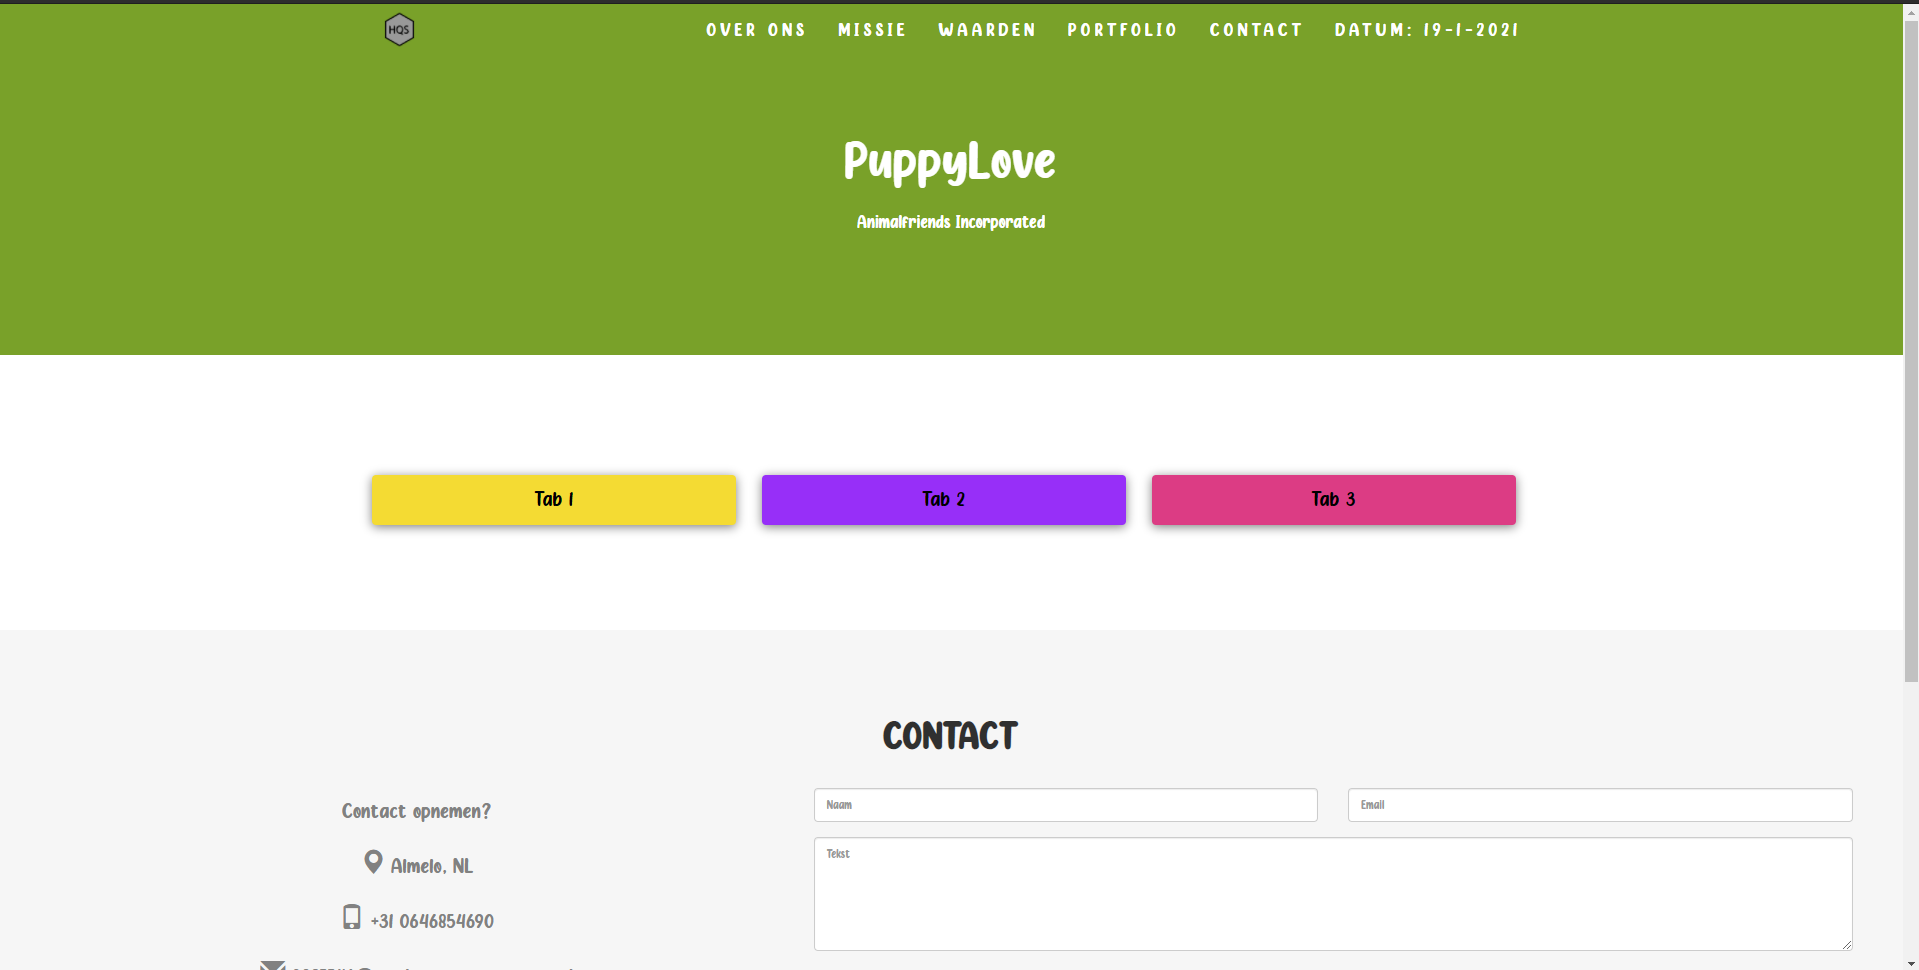 HQS
OVER ONS MISSIE WAARDEN PORTFOLIO CONTACT DATUM: 19-1-2021
PuppyLove
Animalfriends Incorporated
Tab 1 Tab 2 Tab 3
CONTACT
Contact opnemen?
Almelo, NL
+31 0646854690
Naam Email
Tekst